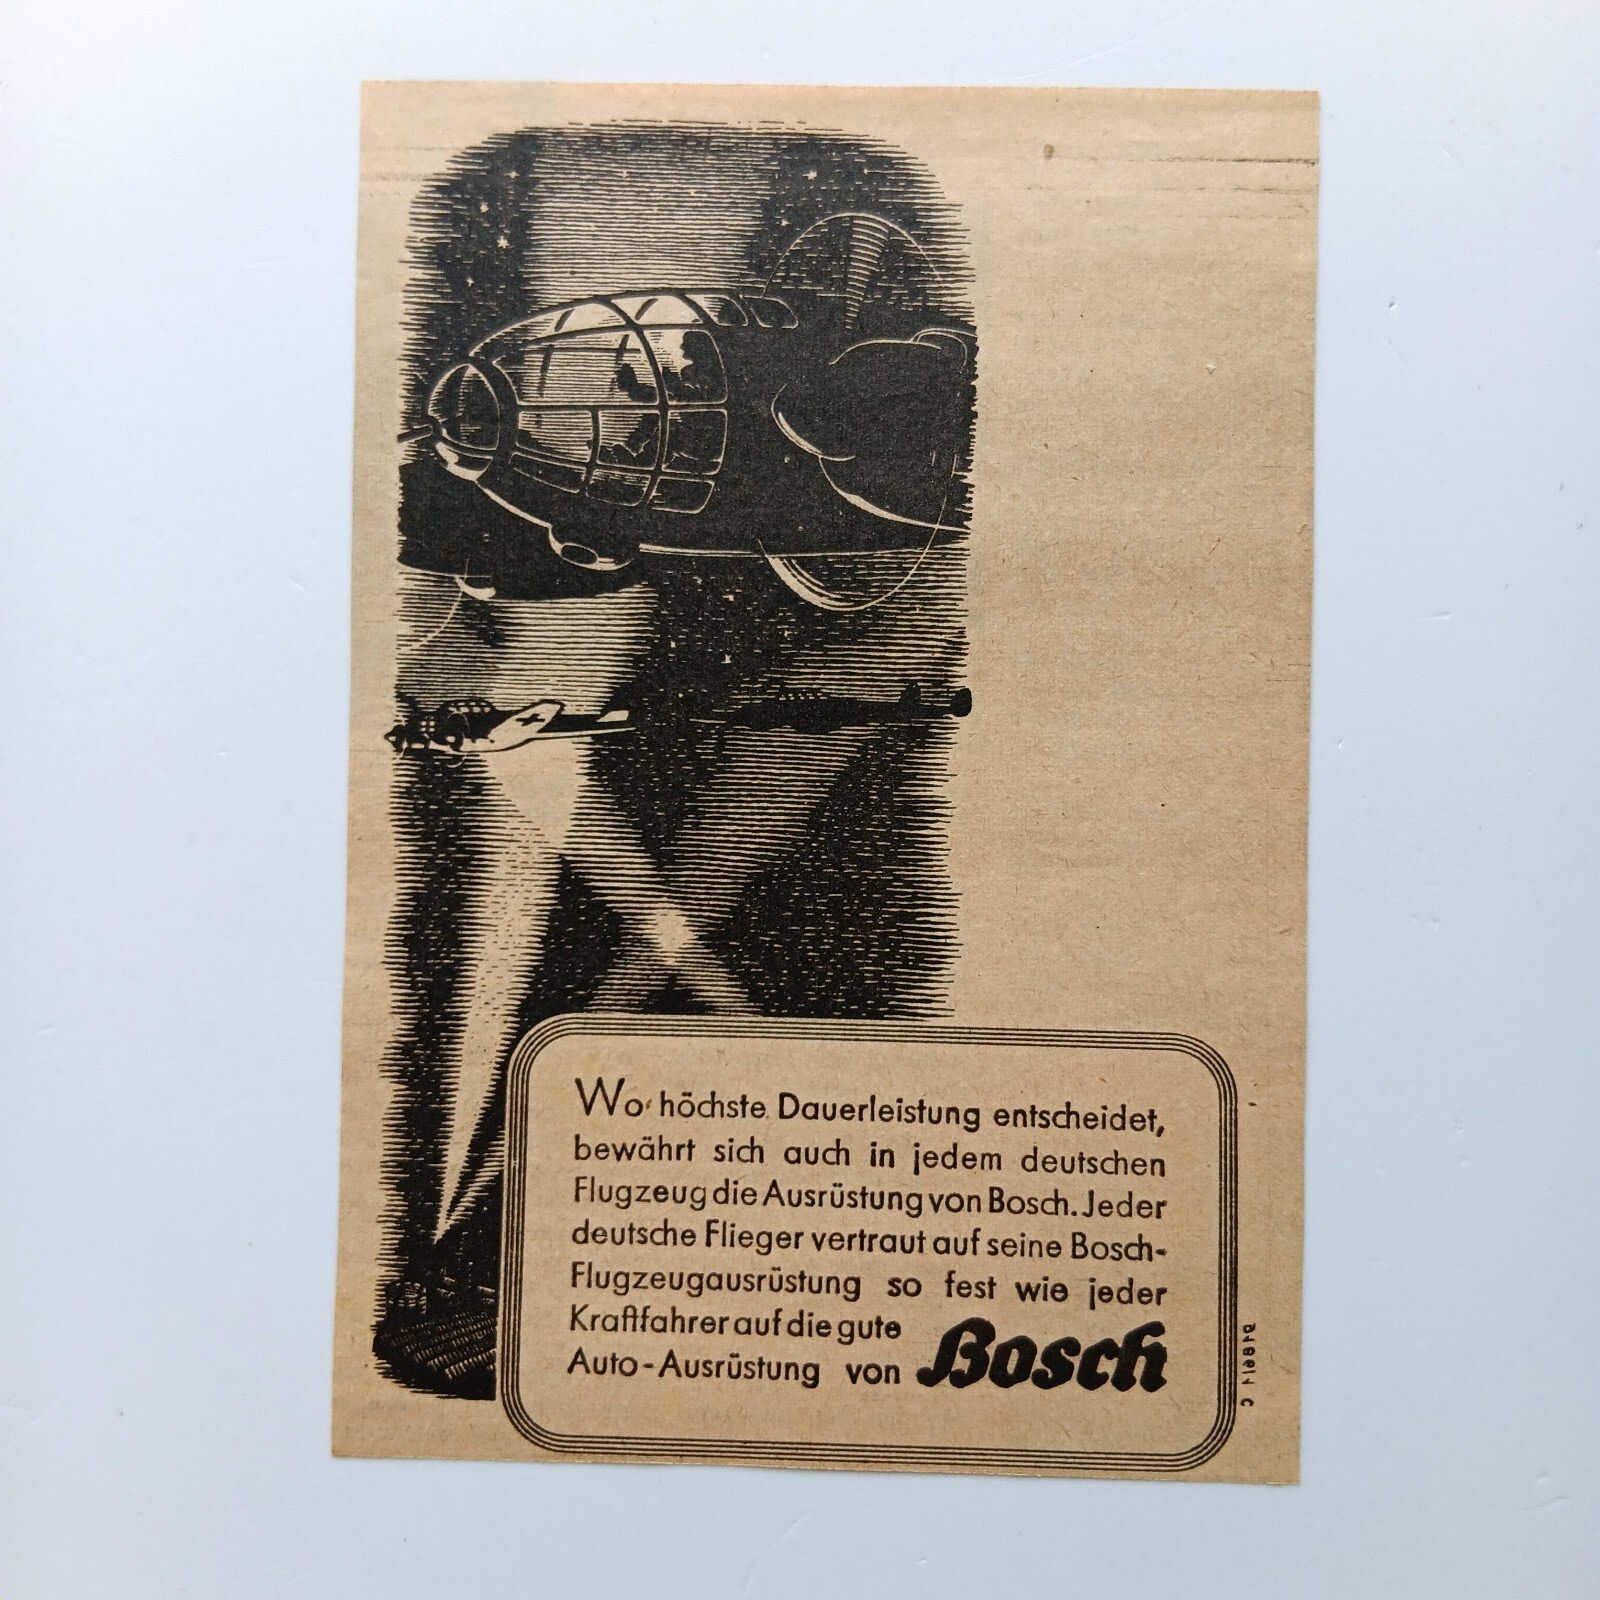 Wo höchste Dauerleistung entscheidet,
bewährt sich auch in jedem deutschen
Flugzeug die Ausrüstung von Bosch. Jeder
deutsche Flieger vertraut auf seine Bosch-
Flugzeugausrüstung so fest wie jeder
Kraftfahrer auf die gute
Auto-Ausrüstung von Bosch